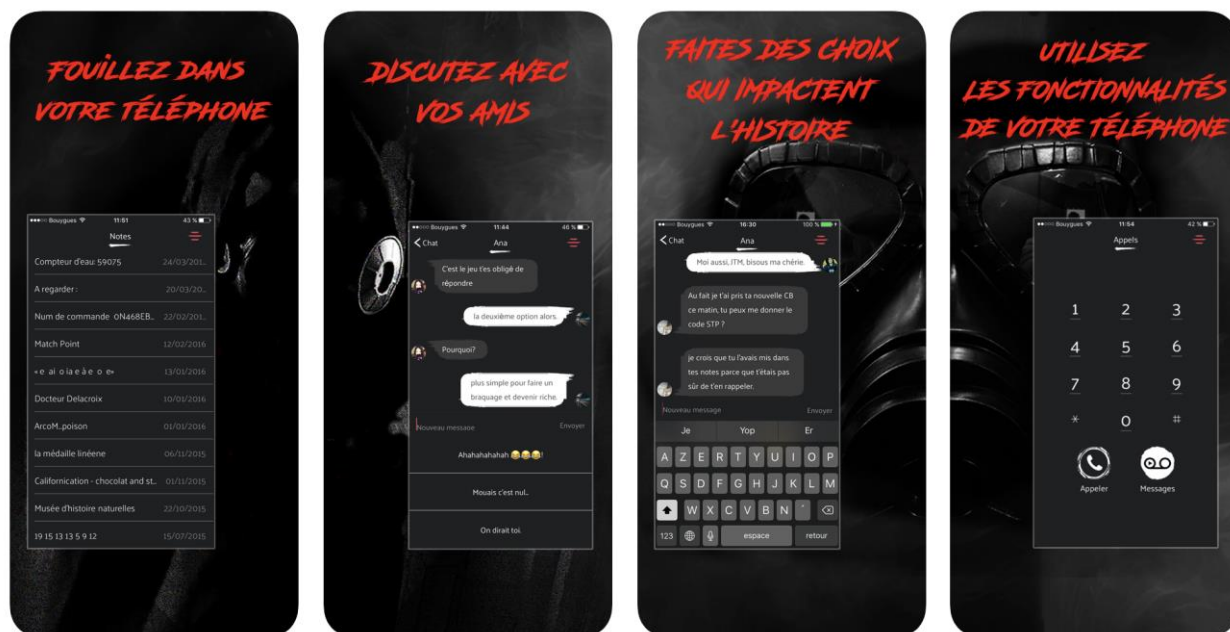 FOUILLEZ DANS
VOTRE TÉLÉPHONE
Bouygues 11:51 43 %
Notes
Compteur d'eau: 59075 24/03/201...
A regarder : 20/03/20...
Num de commande 0N468EB... 22/02/201...
Match Point 12/02/2016
«e ai o ia e à e o e» 13/01/2016
Docteur Delacroix 10/01/2016
ArcoM..poison 01/01/2016
la médaille linéene 06/11/2015
Californication - chocolat and st... 01/11/2015
Musée d'histoire naturelles 22/10/2015
19 15 13 13 5 9 12 15/07/2015
DISCUTEZ AVEC
VOS AMIS
Bouygues 11:44 46 %
Chat Ana
C'est le jeu t'es obligé de
répondre
la deuxième option alors.
Pourquoi?
plus simple pour faire un
braquage et devenir riche.
Nouveau message Envoyer
Ahahahahahah 😂😂😂!
Mouais c'est nul..
On dirait toi.
FAITES DES CHOIX
QUI IMPACTENT
L'HISTOIRE
Bouygues 16:30 100 %
Chat Ana
Moi aussi, JTM, bisous ma chérie.
Au fait je t'ai pris ta nouvelle CB
ce matin, tu peux me donner le
code STP ?
je crois que tu l'avais mis dans
tes notes parce que t'étais pas
sûr de t'en rappeler.
Nouveau message Envoyer
Je Yop Er
A Z E R T Y U I O P
Q S D F G H J K L M
W X C V B N ´
123 espace retour
UTILISEZ
LES FONCTIONNALITÉS
DE VOTRE TÉLÉPHONE
Bouygues 11:54 42 %
Appels
1 2 3
4 5 6
7 8 9
* 0 #
Appeler Messages